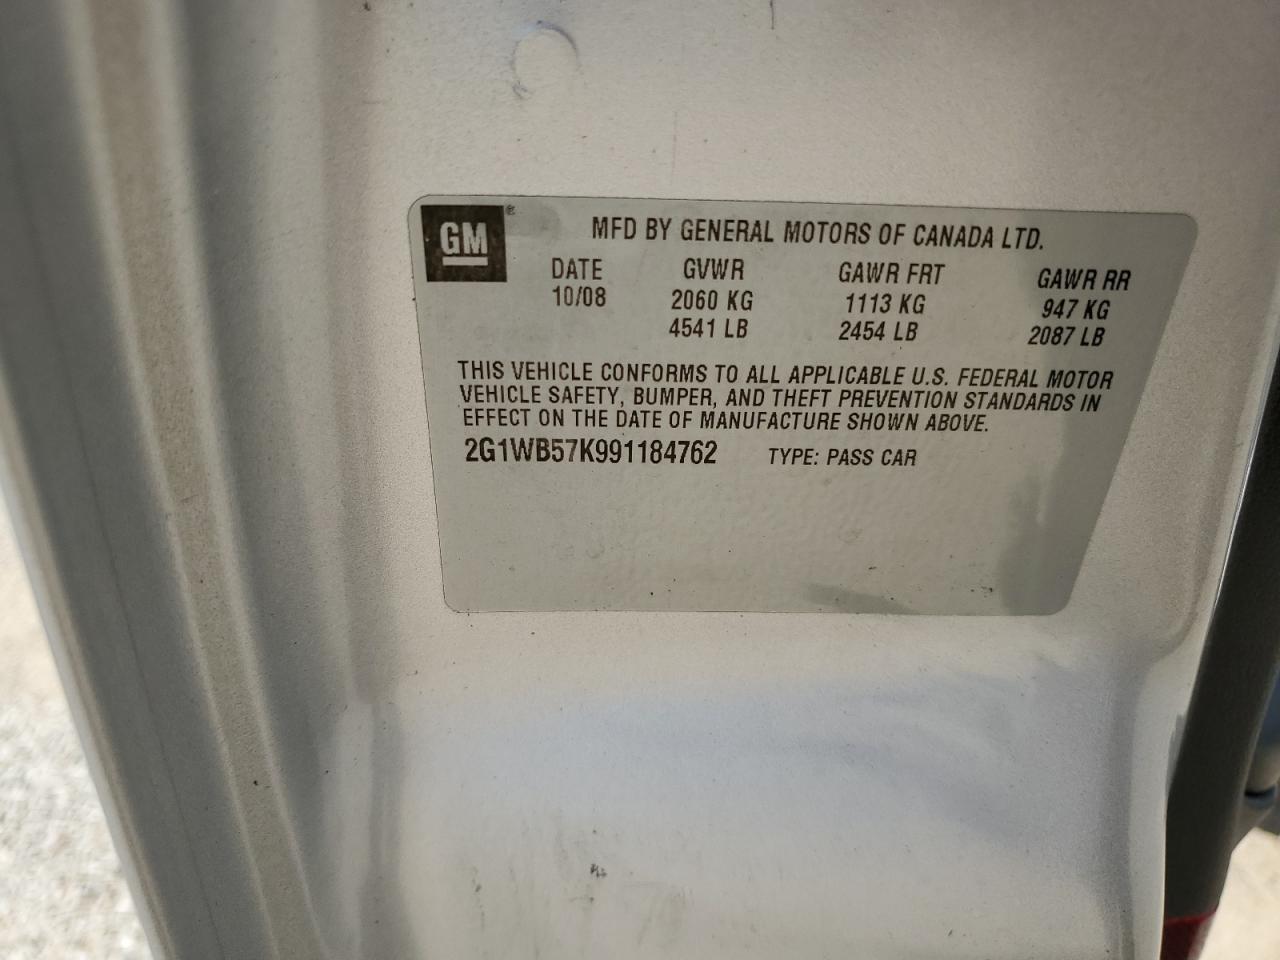 GM®
MFD BY GENERAL MOTORS OF CANADA LTD.
DATE GVWR GAWR FRT GAWR RR
10/08 2060 KG 1113 KG 947 KG
4541 LB 2454 LB 2087 LB
THIS VEHICLE CONFORMS TO ALL APPLICABLE U.S. FEDERAL MOTOR
VEHICLE SAFETY, BUMPER, AND THEFT PREVENTION STANDARDS IN
EFFECT ON THE DATE OF MANUFACTURE SHOWN ABOVE.
2G1WB57K991184762 TYPE: PASS CAR